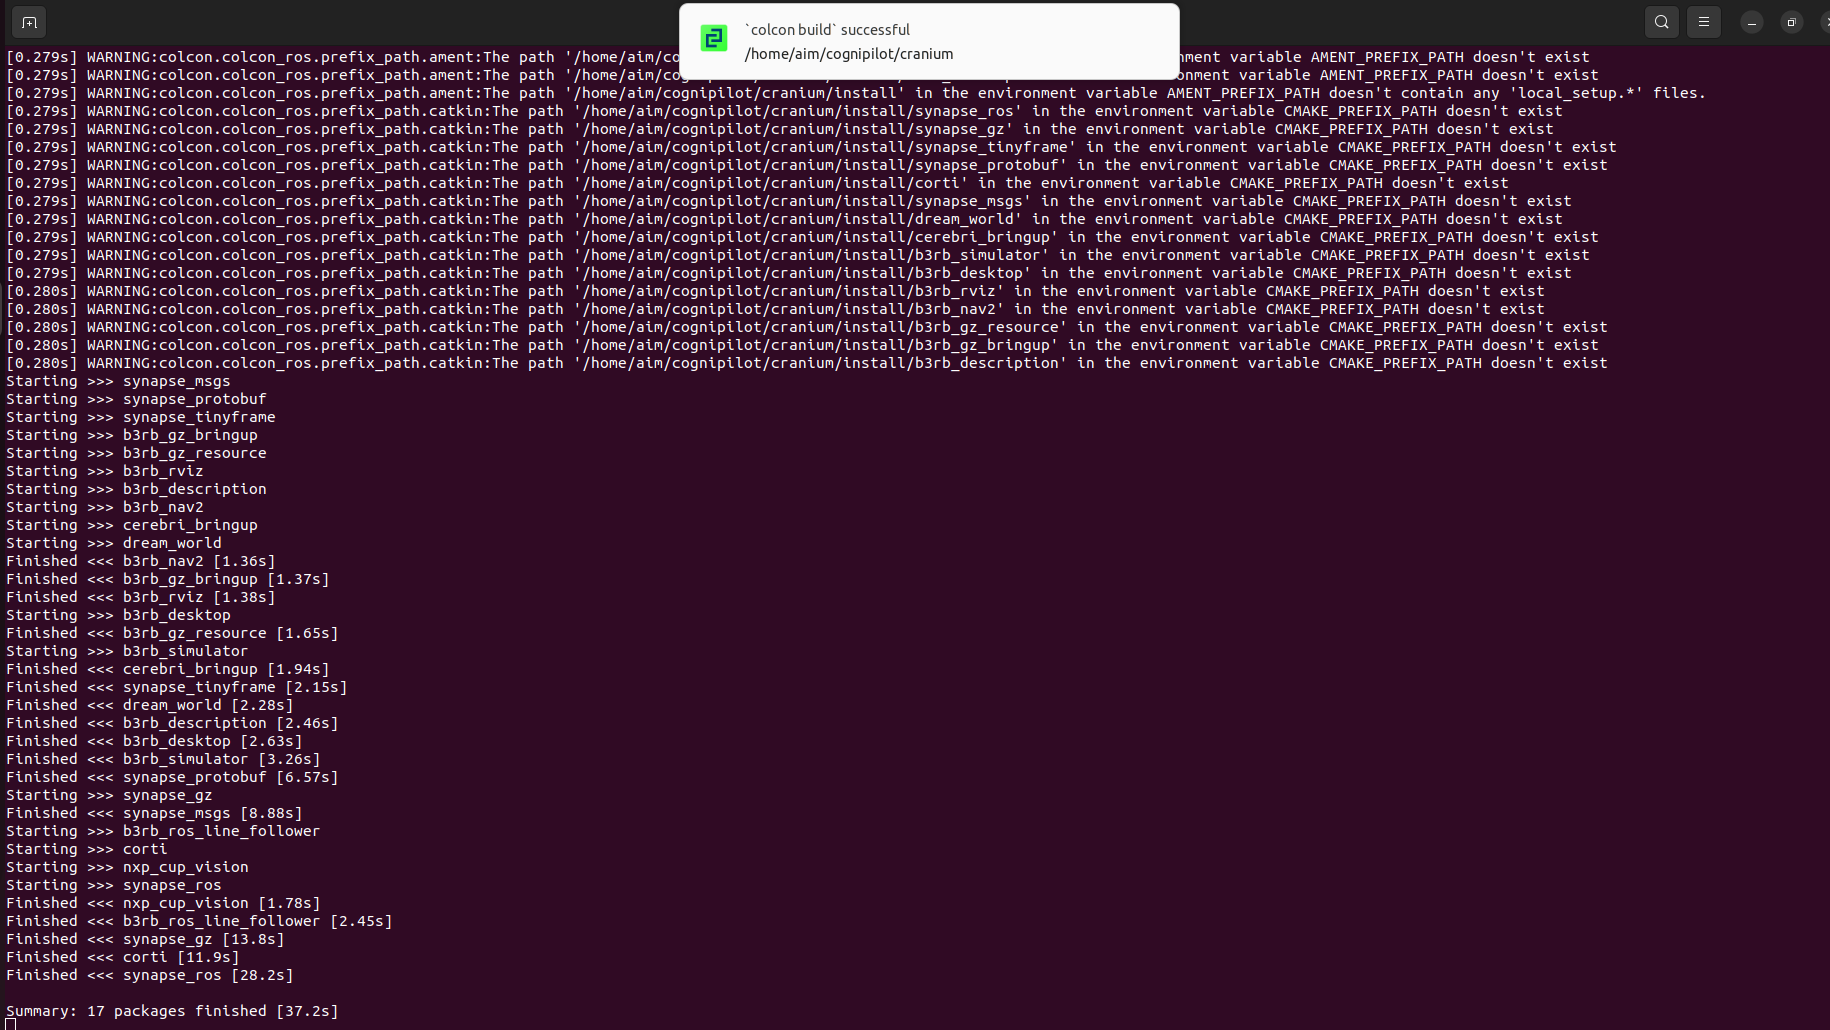 `colcon build` successful
/home/aim/cognipilot/cranium
[0.279s] WARNING:colcon.colcon_ros.prefix_path.ament:The path '/home/aim/co nment variable AMENT_PREFIX_PATH doesn't exist
[0.279s] WARNING:colcon.colcon_ros.prefix_path.ament:The path '/home/aim/co onment variable AMENT_PREFIX_PATH doesn't exist
[0.279s] WARNING:colcon.colcon_ros.prefix_path.ament:The path '/home/aim/cognipilot/cranium/install' in the environment variable AMENT_PREFIX_PATH doesn't contain any 'local_setup.*' files.
[0.279s] WARNING:colcon.colcon_ros.prefix_path.catkin:The path '/home/aim/cognipilot/cranium/install/synapse_ros' in the environment variable CMAKE_PREFIX_PATH doesn't exist
[0.279s] WARNING:colcon.colcon_ros.prefix_path.catkin:The path '/home/aim/cognipilot/cranium/install/synapse_gz' in the environment variable CMAKE_PREFIX_PATH doesn't exist
[0.279s] WARNING:colcon.colcon_ros.prefix_path.catkin:The path '/home/aim/cognipilot/cranium/install/synapse_tinyframe' in the environment variable CMAKE_PREFIX_PATH doesn't exist
[0.279s] WARNING:colcon.colcon_ros.prefix_path.catkin:The path '/home/aim/cognipilot/cranium/install/synapse_protobuf' in the environment variable CMAKE_PREFIX_PATH doesn't exist
[0.279s] WARNING:colcon.colcon_ros.prefix_path.catkin:The path '/home/aim/cognipilot/cranium/install/corti' in the environment variable CMAKE_PREFIX_PATH doesn't exist
[0.279s] WARNING:colcon.colcon_ros.prefix_path.catkin:The path '/home/aim/cognipilot/cranium/install/synapse_msgs' in the environment variable CMAKE_PREFIX_PATH doesn't exist
[0.279s] WARNING:colcon.colcon_ros.prefix_path.catkin:The path '/home/aim/cognipilot/cranium/install/dream_world' in the environment variable CMAKE_PREFIX_PATH doesn't exist
[0.279s] WARNING:colcon.colcon_ros.prefix_path.catkin:The path '/home/aim/cognipilot/cranium/install/cerebri_bringup' in the environment variable CMAKE_PREFIX_PATH doesn't exist
[0.279s] WARNING:colcon.colcon_ros.prefix_path.catkin:The path '/home/aim/cognipilot/cranium/install/b3rb_simulator' in the environment variable CMAKE_PREFIX_PATH doesn't exist
[0.279s] WARNING:colcon.colcon_ros.prefix_path.catkin:The path '/home/aim/cognipilot/cranium/install/b3rb_desktop' in the environment variable CMAKE_PREFIX_PATH doesn't exist
[0.280s] WARNING:colcon.colcon_ros.prefix_path.catkin:The path '/home/aim/cognipilot/cranium/install/b3rb_rviz' in the environment variable CMAKE_PREFIX_PATH doesn't exist
[0.280s] WARNING:colcon.colcon_ros.prefix_path.catkin:The path '/home/aim/cognipilot/cranium/install/b3rb_nav2' in the environment variable CMAKE_PREFIX_PATH doesn't exist
[0.280s] WARNING:colcon.colcon_ros.prefix_path.catkin:The path '/home/aim/cognipilot/cranium/install/b3rb_gz_resource' in the environment variable CMAKE_PREFIX_PATH doesn't exist
[0.280s] WARNING:colcon.colcon_ros.prefix_path.catkin:The path '/home/aim/cognipilot/cranium/install/b3rb_gz_bringup' in the environment variable CMAKE_PREFIX_PATH doesn't exist
[0.280s] WARNING:colcon.colcon_ros.prefix_path.catkin:The path '/home/aim/cognipilot/cranium/install/b3rb_description' in the environment variable CMAKE_PREFIX_PATH doesn't exist
Starting >>> synapse_msgs
Starting >>> synapse_protobuf
Starting >>> synapse_tinyframe
Starting >>> b3rb_gz_bringup
Starting >>> b3rb_gz_resource
Starting >>> b3rb_rviz
Starting >>> b3rb_description
Starting >>> b3rb_nav2
Starting >>> cerebri_bringup
Starting >>> dream_world
Finished <<< b3rb_nav2 [1.36s]
Finished <<< b3rb_gz_bringup [1.37s]
Finished <<< b3rb_rviz [1.38s]
Starting >>> b3rb_desktop
Finished <<< b3rb_gz_resource [1.65s]
Starting >>> b3rb_simulator
Finished <<< cerebri_bringup [1.94s]
Finished <<< synapse_tinyframe [2.15s]
Finished <<< dream_world [2.28s]
Finished <<< b3rb_description [2.46s]
Finished <<< b3rb_desktop [2.63s]
Finished <<< b3rb_simulator [3.26s]
Finished <<< synapse_protobuf [6.57s]
Starting >>> synapse_gz
Finished <<< synapse_msgs [8.88s]
Starting >>> b3rb_ros_line_follower
Starting >>> corti
Starting >>> nxp_cup_vision
Starting >>> synapse_ros
Finished <<< nxp_cup_vision [1.78s]
Finished <<< b3rb_ros_line_follower [2.45s]
Finished <<< synapse_gz [13.8s]
Finished <<< corti [11.9s]
Finished <<< synapse_ros [28.2s]
Summary: 17 packages finished [37.2s]